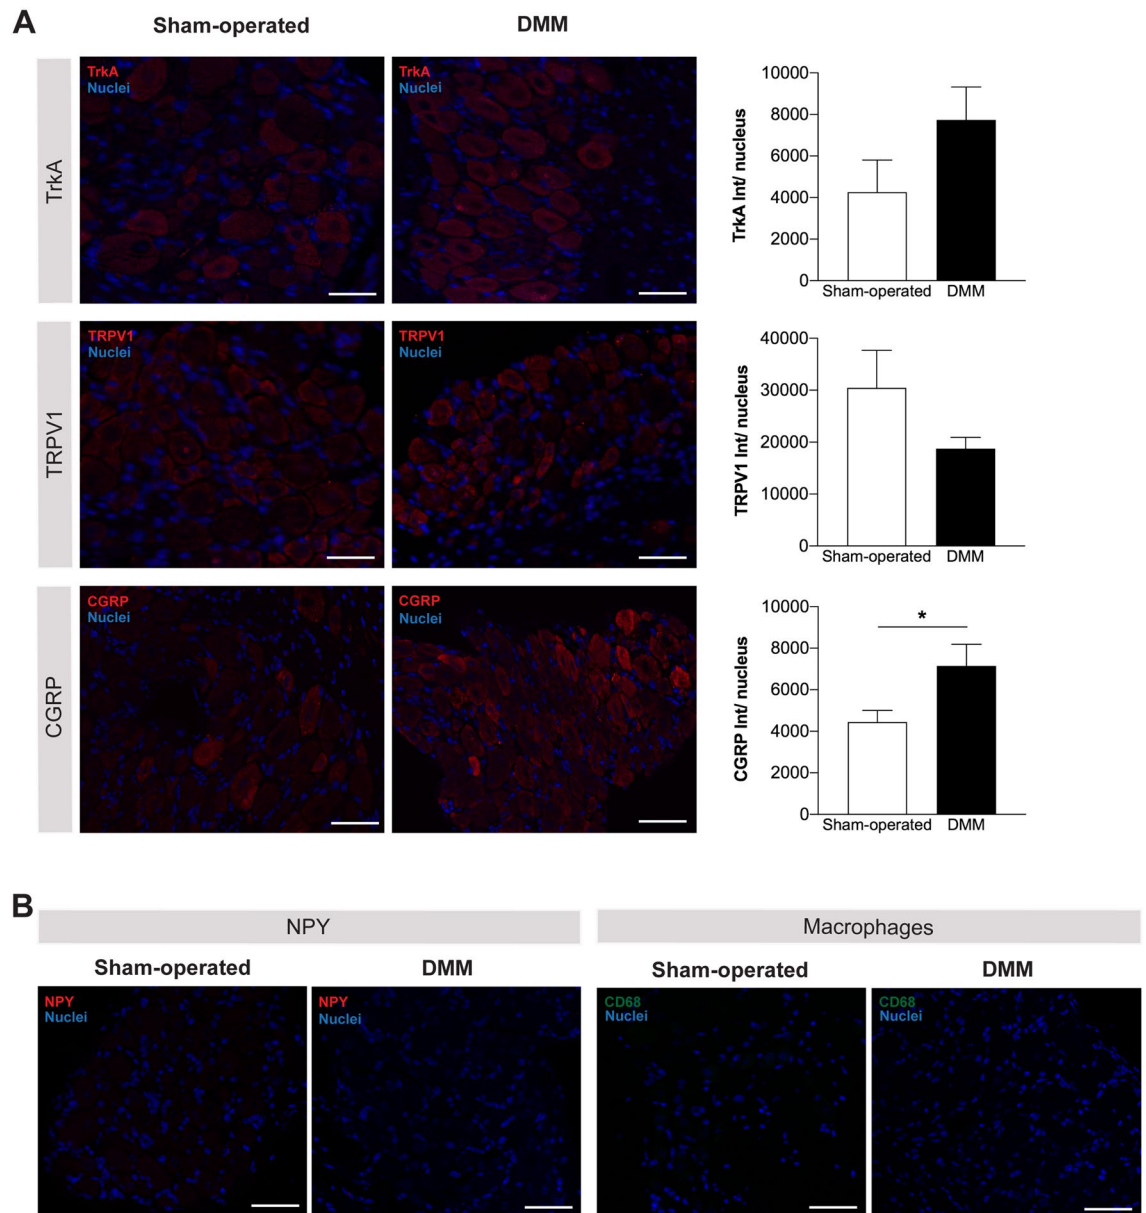 A
Sham-operated
DMM
TrkA
TrkA
Nuclei
TrkA
Nuclei
TrkA Int/ nucleus
10000
8000
6000
4000
2000
0
Sham-operated
DMM
TRPV1
TRPV1
Nuclei
TRPV1
Nuclei
TRPV1 Int/ nucleus
40000
30000
20000
10000
0
Sham-operated
DMM
CGRP
CGRP
Nuclei
CGRP
Nuclei
CGRP Int/ nucleus
10000
8000
6000
4000
2000
0
*
Sham-operated
DMM
B
NPY
Macrophages
Sham-operated
DMM
Sham-operated
DMM
NPY
Nuclei
NPY
Nuclei
CD68
Nuclei
CD68
Nuclei